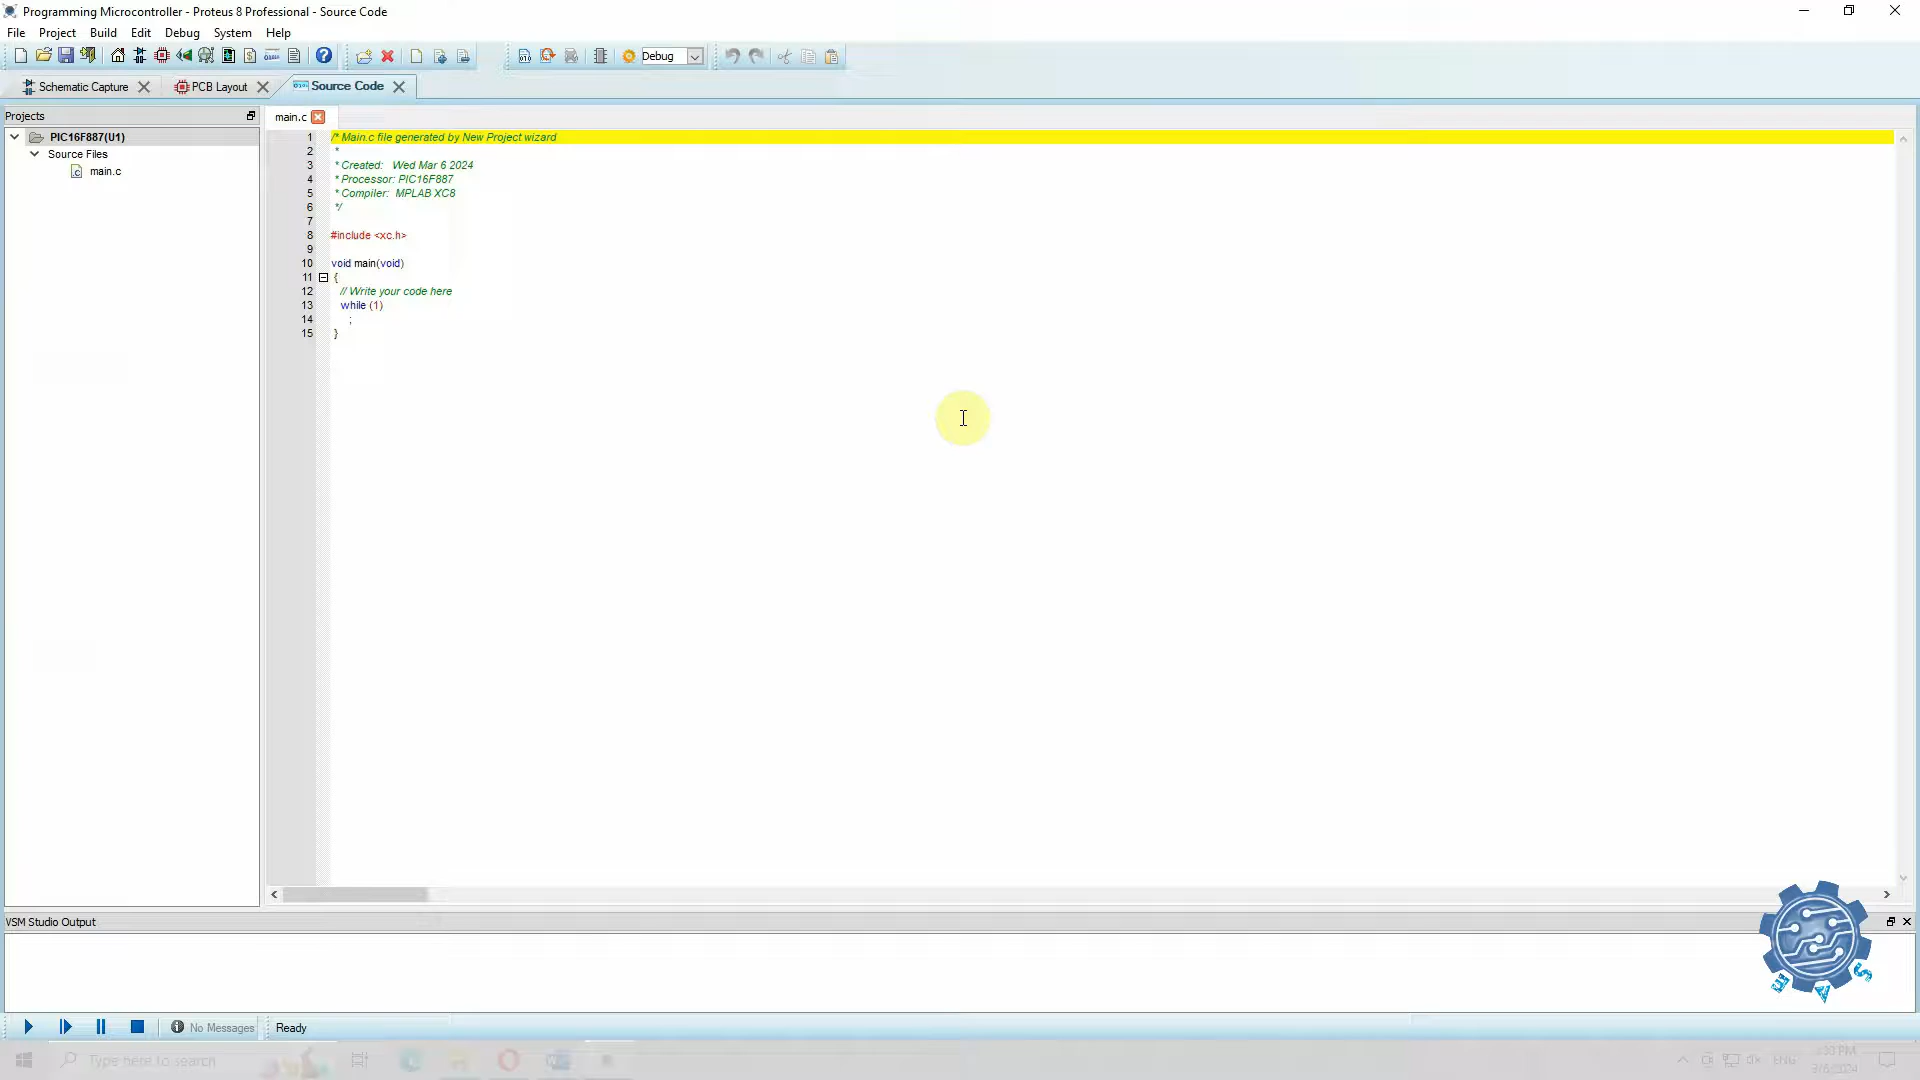 Programming Microcontroller - Proteus 8 Professional - Source Code
File Project Build Edit Debug System Help
Debug
Schematic Capture PCB Layout Source Code
Projects
PIC16F887(U1)
Source Files
main.c
main.c
1 /* Main.c file generated by New Project wizard
2 *
3 * Created: Wed Mar 6 2024
4 * Processor: PIC16F887
5 * Compiler: MPLAB XC8
6 */
7
8 #include <xc.h>
9
10 void main(void)
11 {
12 // Write your code here
13 while (1)
14 ;
15 }
VSM Studio Output
No Messages Ready
Type here to search
ENG
3/6/2024
E A S